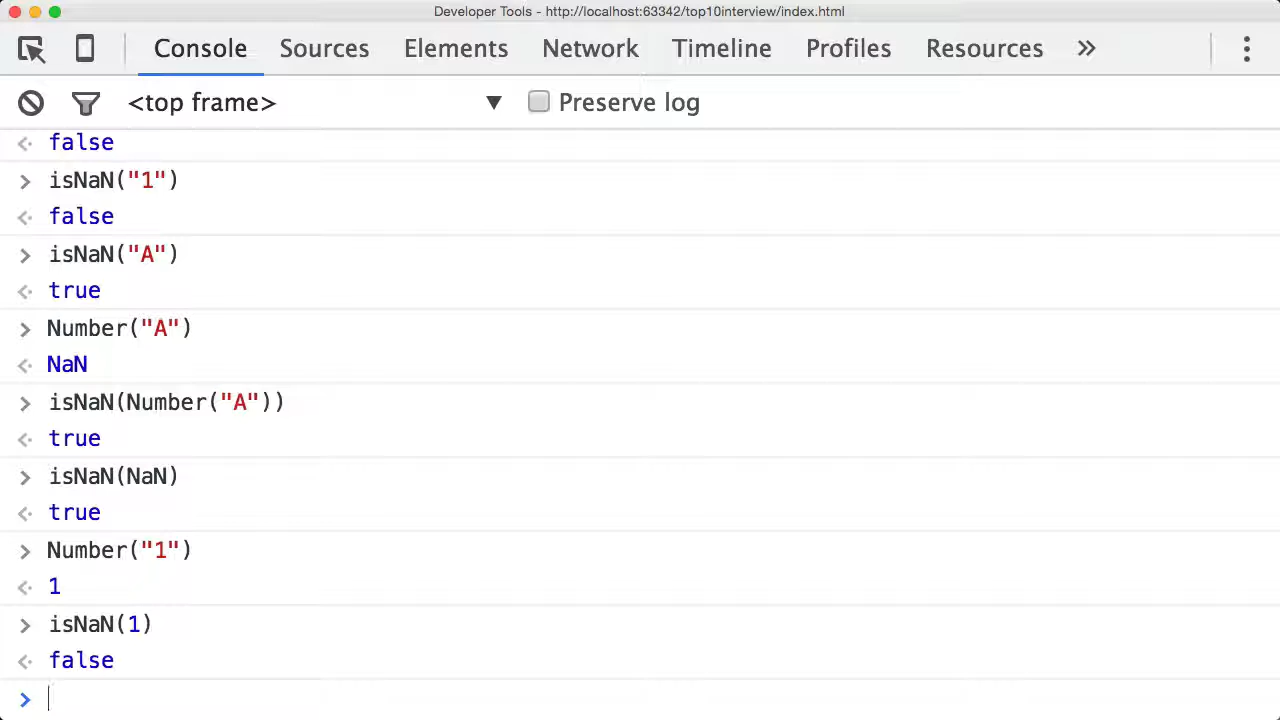 Developer Tools - http://localhost:63342/top10interview/index.html
Console Sources Elements Network Timeline Profiles Resources »
<top frame> ▼ Preserve log
false
isNaN("1")
false
isNaN("A")
true
Number("A")
NaN
isNaN(Number("A"))
true
isNaN(NaN)
true
Number("1")
1
isNaN(1)
false